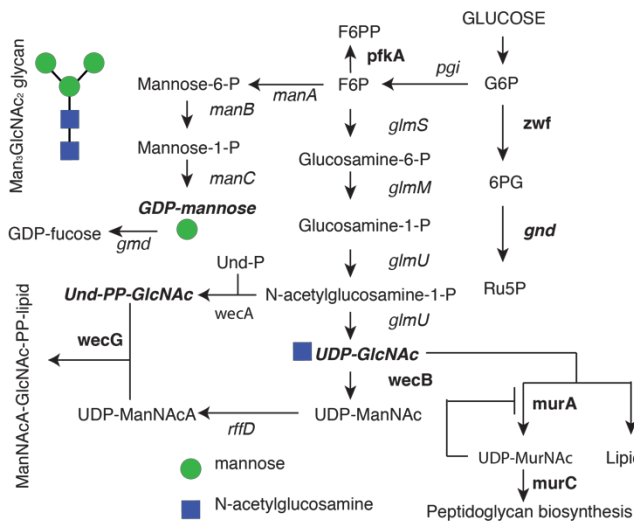 F6PP
GLUCOSE
pfkA
pgi
Mannose-6-P
manA
F6P
G6P
manB
glmS
zwf
Man₃GlcNAc₂ glycan
Mannose-1-P
Glucosamine-6-P
manC
glmM
6PG
GDP-mannose
GDP-fucose
gmd
Glucosamine-1-P
gnd
Und-P
glmU
Und-PP-GlcNAc
wecA
N-acetylglucosamine-1-P
Ru5P
glmU
wecG
UDP-GlcNAc
wecB
murA
ManNAcA-GlcNAc-PP-lipid
UDP-ManNAcA
rffD
UDP-ManNAc
UDP-MurNAc
Lipid
mannose
murC
N-acetylglucosamine
Peptidoglycan biosynthesis